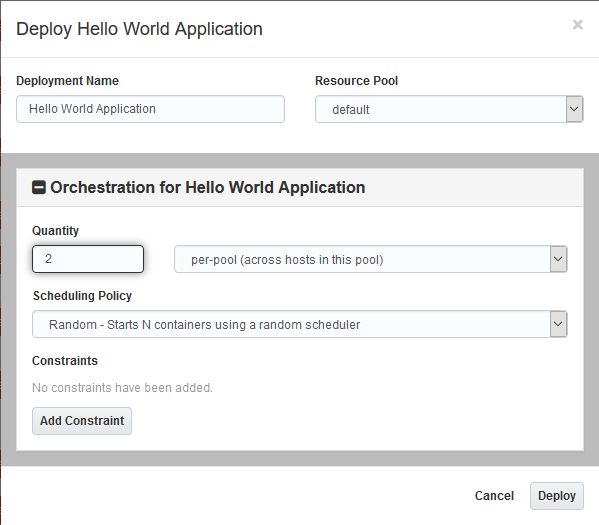 Deploy Hello World Application
×
Deployment Name
Resource Pool
Hello World Application
default
Orchestration for Hello World Application
Quantity
2
per-pool (across hosts in this pool)
Scheduling Policy
Random - Starts N containers using a random scheduler
Constraints
No constraints have been added.
Add Constraint
Cancel
Deploy